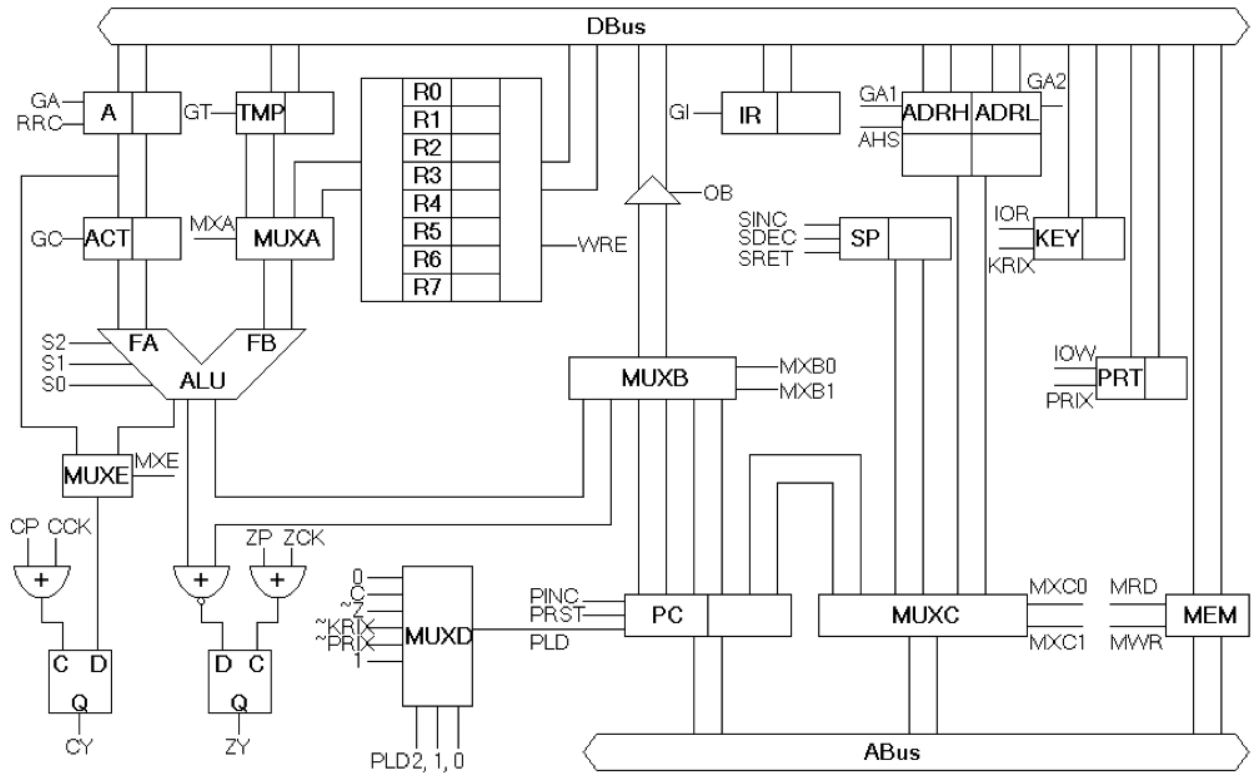 DBus
GA
RRC
A
GT
TMP
R0
R1
R2
R3
R4
R5
R6
R7
WRE
GI
IR
GA1
AHS
ADRH ADRL
GA2
OB
GC
ACT
MXA
MUXA
SINC
SDEC
SRET
SP
IOR
KRIX
KEY
S2
S1
S0
FA
FB
ALU
MUXB
MXB0
MXB1
IOW
PRIX
PRT
MUXE
MXE
CP CCK
+
+
ZP ZCK
+
C D
Q
CY
D C
Q
ZY
0
C
~Z
~KRIX
~PRIX
1
MUXD
PLD2, 1, 0
PINC
PRST
PLD
PC
MUXC
MXC0
MXC1
MRD
MWR
MEM
ABus